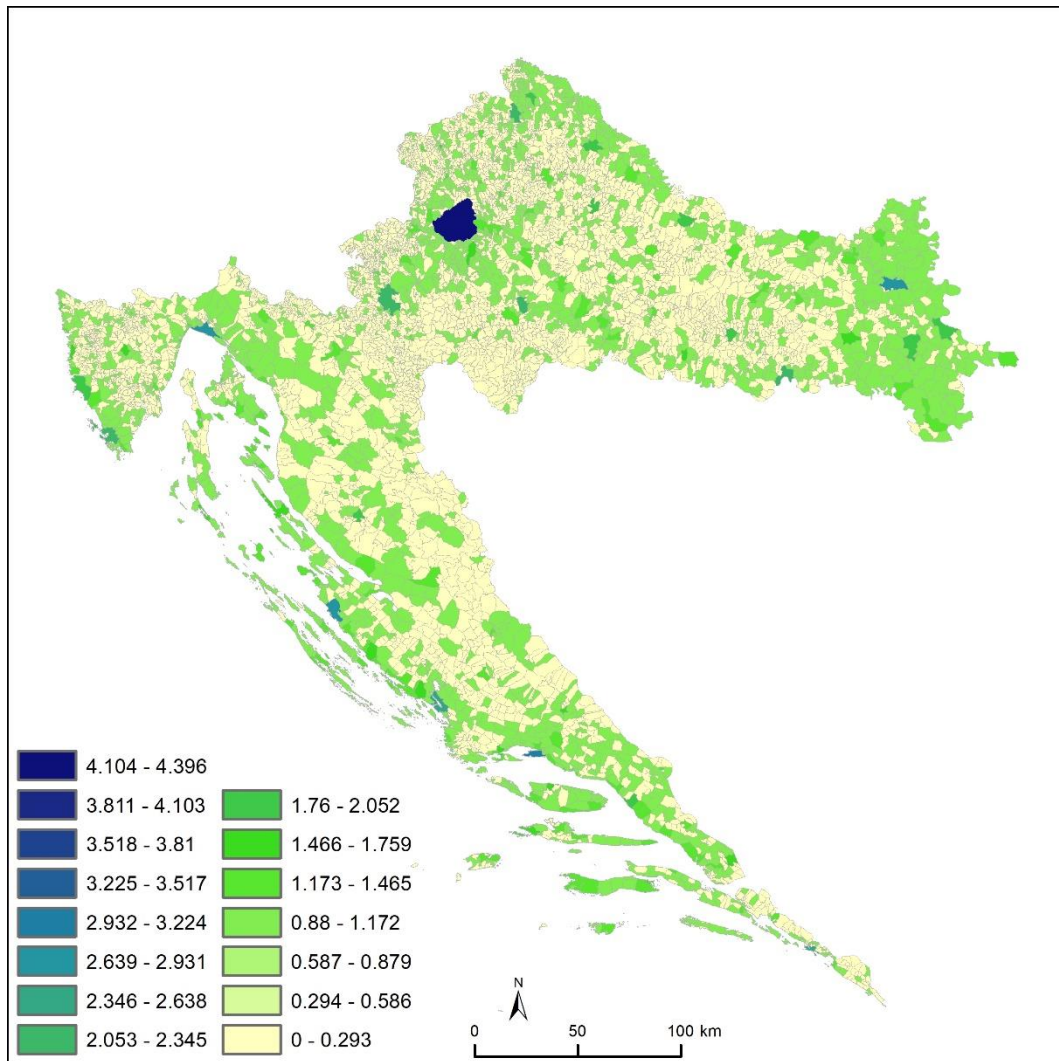 4.104 - 4.396
3.811 - 4.103
3.518 - 3.81
3.225 - 3.517
2.932 - 3.224
2.639 - 2.931
2.346 - 2.638
2.053 - 2.345
1.76 - 2.052
1.466 - 1.759
1.173 - 1.465
0.88 - 1.172
0.587 - 0.879
0.294 - 0.586
0 - 0.293
N
0 50 100 km